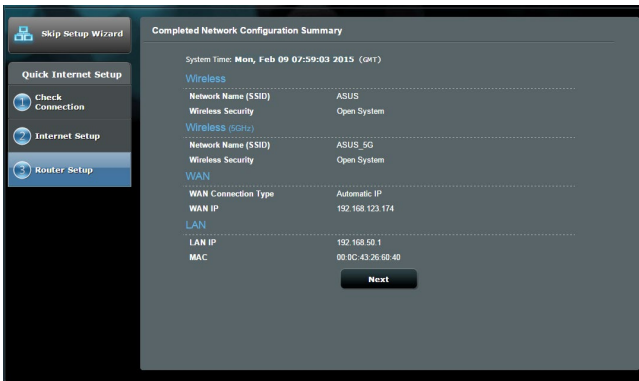 Skip Setup Wizard
Quick Internet Setup
1 Check Connection
2 Internet Setup
3 Router Setup
Completed Network Configuration Summary
System Time: Mon, Feb 09 07:59:03 2015 (GMT)
Wireless
Network Name (SSID) ASUS
Wireless Security Open System
Wireless (5GHz)
Network Name (SSID) ASUS_5G
Wireless Security Open System
WAN
WAN Connection Type Automatic IP
WAN IP 192.168.123.174
LAN
LAN IP 192.168.50.1
MAC 00:0C:43:26:60:40
Next